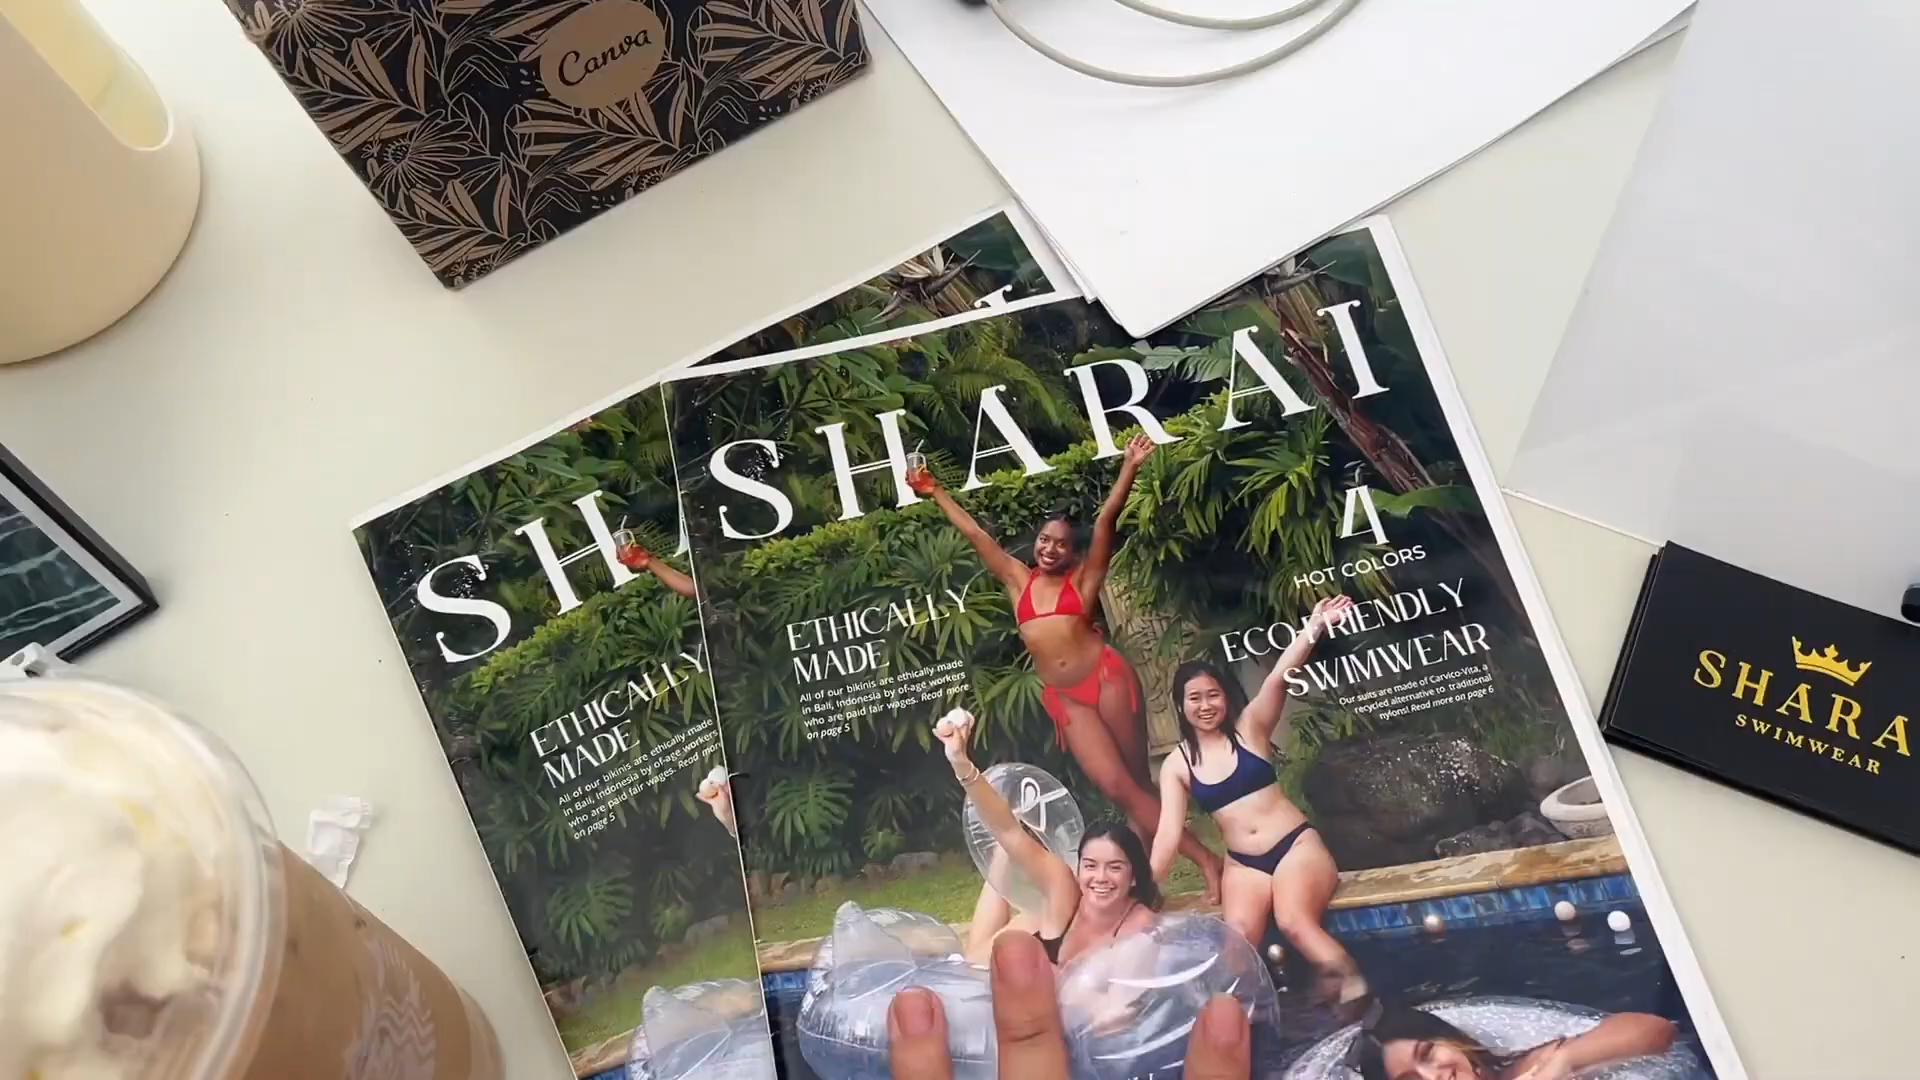 Canva
SHARAI
ETHICALLY
MADE
All of our bikinis are ethically made
in Bali, Indonesia by of-age workers
who are paid fair wages. Read more
on page 5
4
HOT COLORS
ECO-FRIENDLY
SWIMWEAR
Our suits are made of Carvico-Vita, a
recycled alternative to traditional
nylons! Read more on page 6
SH
ETHICALLY
MADE
All of our bikinis are ethically made
in Bali, Indonesia by of-age workers
who are paid fair wages. Read more
on page 5
SHARA
SWIMWEAR